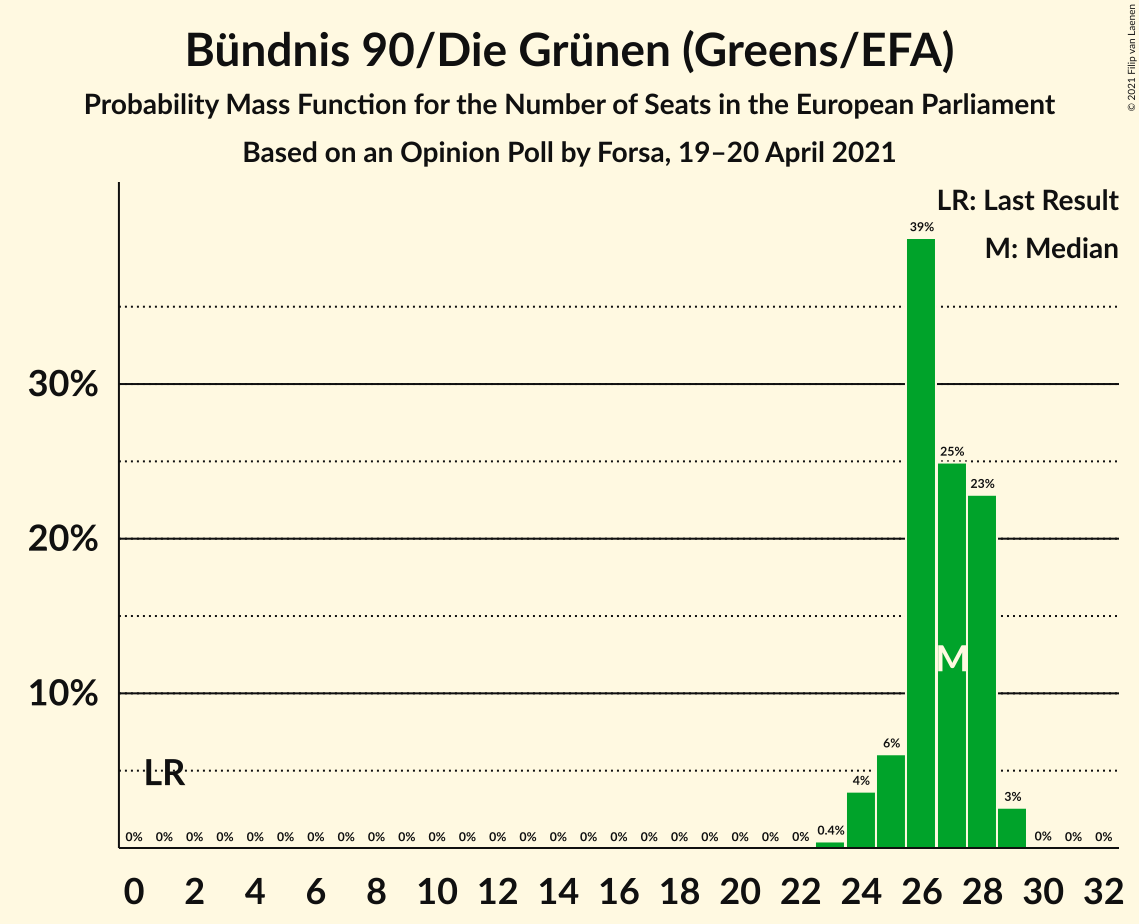 Bündnis 90/Die Grünen (Greens/EFA)
Probability Mass Function for the Number of Seats in the European Parliament
Based on an Opinion Poll by Forsa, 19–20 April 2021
© 2021 Filip van Laenen
LR: Last Result
M: Median
39%
30%
25%
23%
20%
M
10%
LR
6%
4%
3%
0% 0% 0% 0% 0% 0% 0% 0% 0% 0% 0% 0% 0% 0% 0% 0% 0% 0% 0% 0% 0% 0% 0% 0.4% 0% 0% 0%
0 2 4 6 8 10 12 14 16 18 20 22 24 26 28 30 32